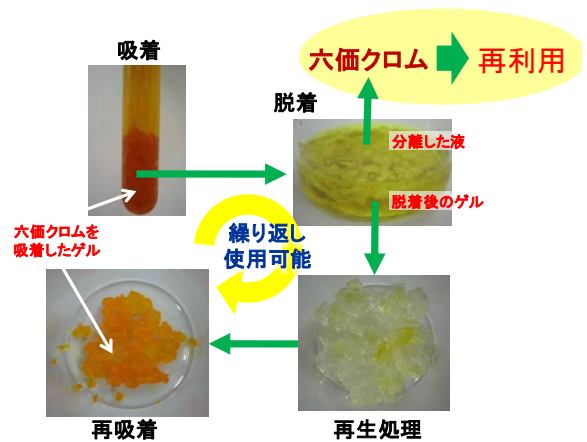 吸着
六価クロム
再利用
脱着
分離した液
脱着後のゲル
六価クロムを
吸着したゲル
繰り返し
使用可能
再吸着
再生処理